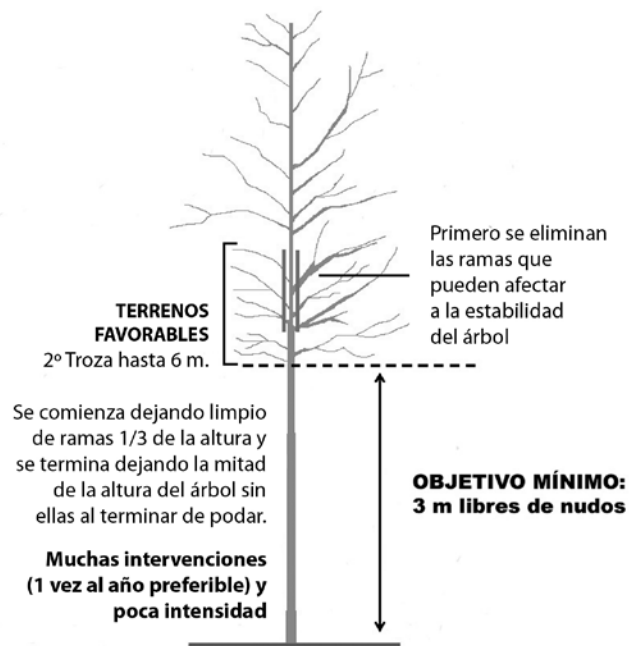 Primero se eliminan
las ramas que
pueden afectar
a la estabilidad
del árbol
TERRENOS
FAVORABLES
2º Troza hasta 6 m.
Se comienza dejando limpio
de ramas 1/3 de la altura y
se termina dejando la mitad
de la altura del árbol sin
ellas al terminar de podar.
OBJETIVO MÍNIMO:
3 m libres de nudos
Muchas intervenciones
(1 vez al año preferible) y
poca intensidad